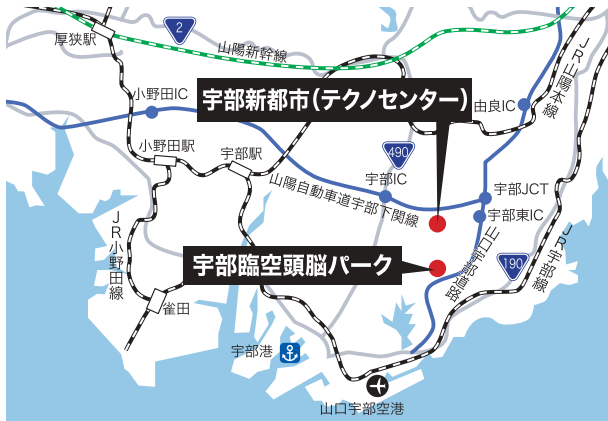 2
厚狭駅
山陽新幹線
JR山陽本線
小野田IC
宇部新都市(テクノセンター)
由良IC
小野田駅
宇部駅
490
宇部IC
山陽自動車道宇部下関線
宇部JCT
宇部東IC
JR小野田線
宇部臨空頭脳パーク
山口宇部道路
190
JR宇部線
雀田
宇部港
山口宇部空港